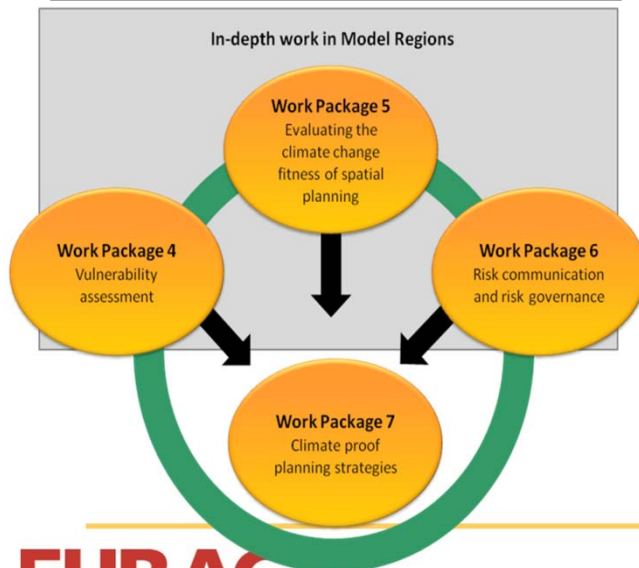 In-depth work in Model Regions
Work Package 5
Evaluating the
climate change
fitness of spatial
planning
Work Package 4
Vulnerability
assessment
Work Package 6
Risk communication
and risk governance
Work Package 7
Climate proof
planning strategies